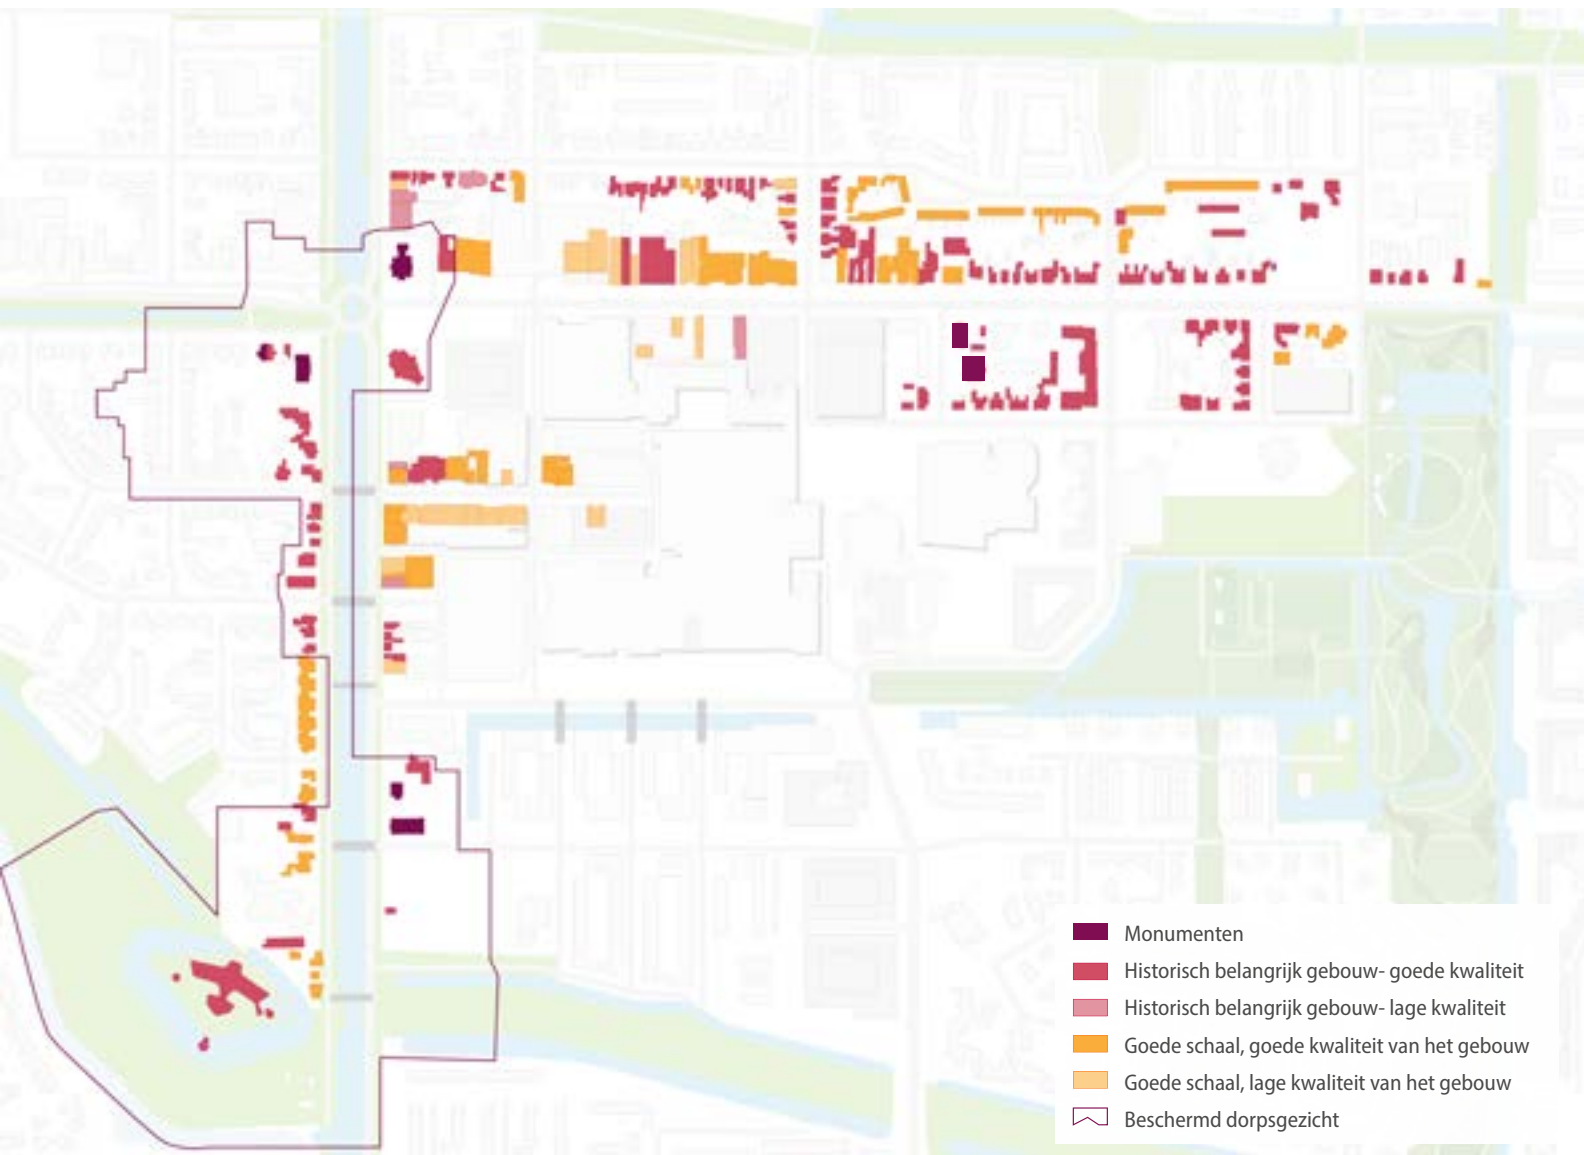 Monumenten
Historisch belangrijk gebouw- goede kwaliteit
Historisch belangrijk gebouw- lage kwaliteit
Goede schaal, goede kwaliteit van het gebouw
Goede schaal, lage kwaliteit van het gebouw
Beschermd dorpsgezicht